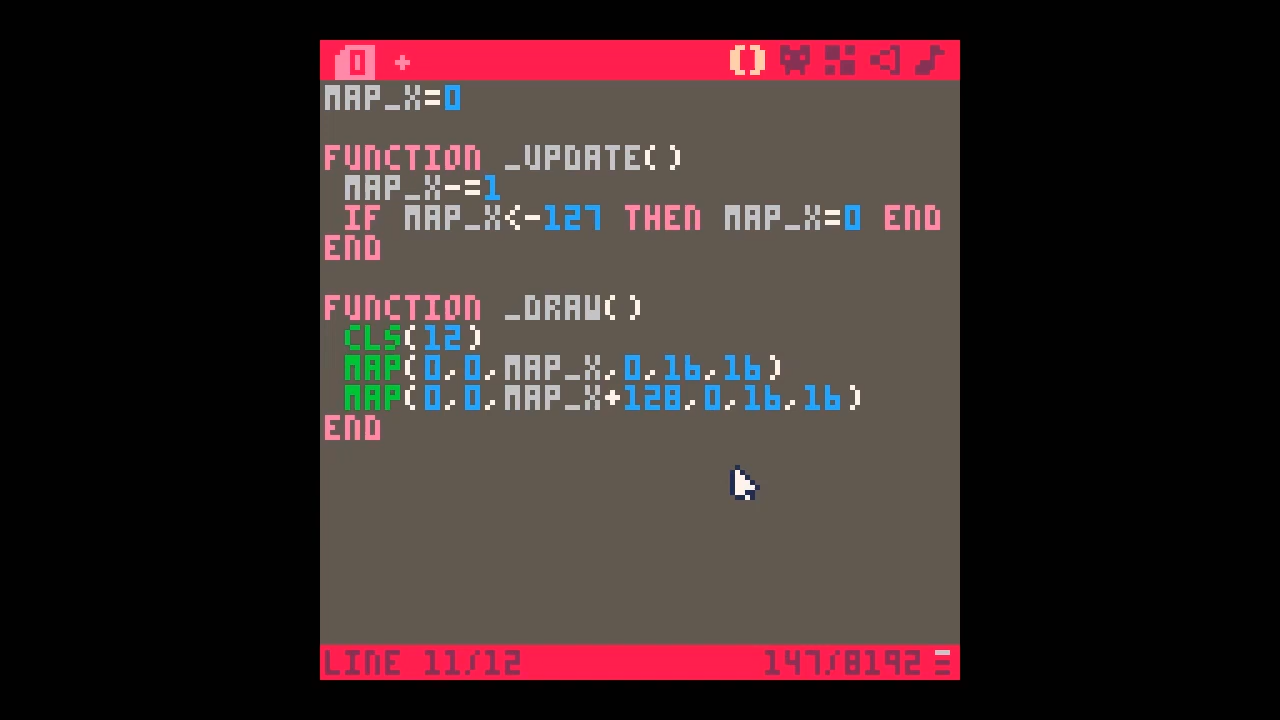 0 +
MAP_X=0
FUNCTION _UPDATE()
MAP_X-=1
IF MAP_X<-127 THEN MAP_X=0 END
END
FUNCTION _DRAW()
CLS(12)
MAP(0,0,MAP_X,0,16,16)
MAP(0,0,MAP_X+128,0,16,16)
END
LINE 11/12
147/8192